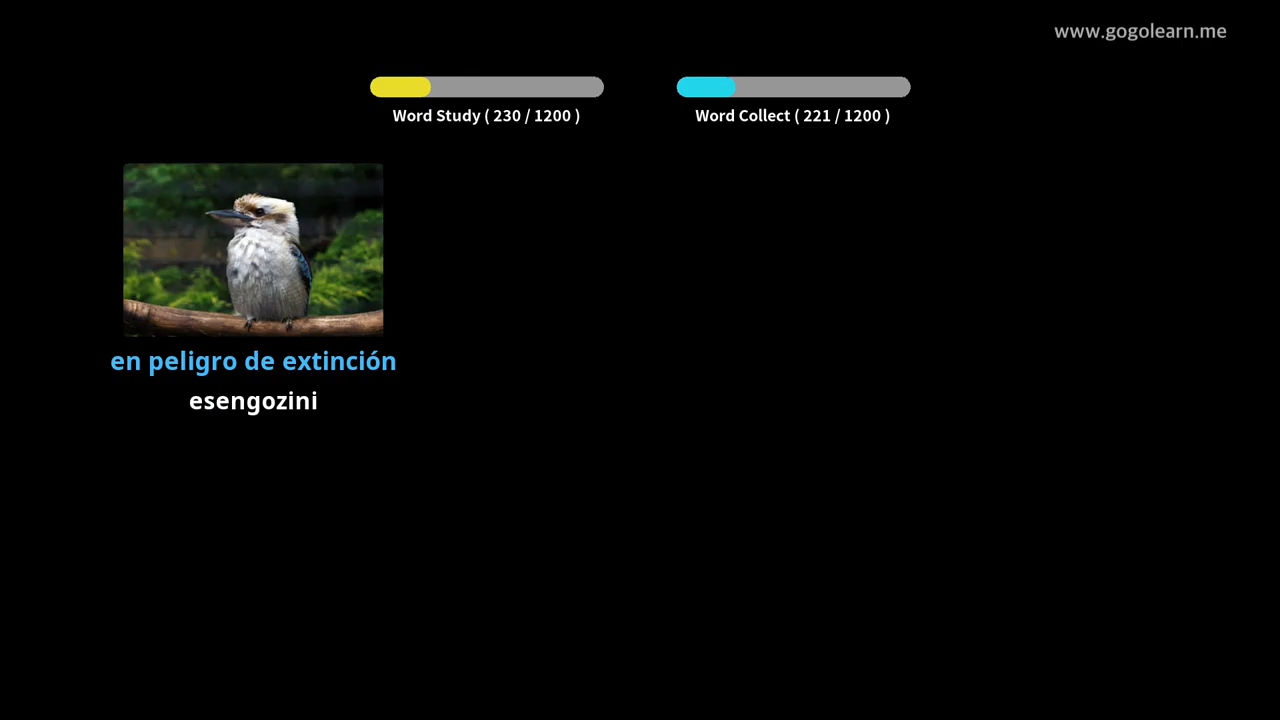 www.gogolearn.me
Word Study ( 230 / 1200 )
Word Collect ( 221 / 1200 )
en peligro de extinción
esengozini